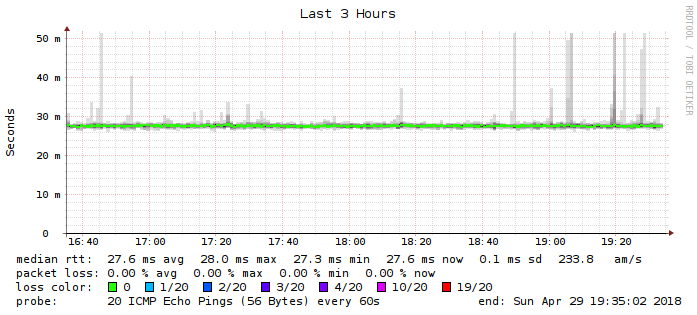 Last 3 Hours
RRDTOOL / TOBI OETIKER
Seconds
50 m
40 m
30 m
20 m
10 m
0
16:40 17:00 17:20 17:40 18:00 18:20 18:40 19:00 19:20
median rtt: 27.6 ms avg 28.0 ms max 27.3 ms min 27.6 ms now 0.1 ms sd 233.8 am/s
packet loss: 0.00 % avg 0.00 % max 0.00 % min 0.00 % now
loss color: 0 1/20 2/20 3/20 4/20 10/20 19/20
probe: 20 ICMP Echo Pings (56 Bytes) every 60s end: Sun Apr 29 19:35:02 2018